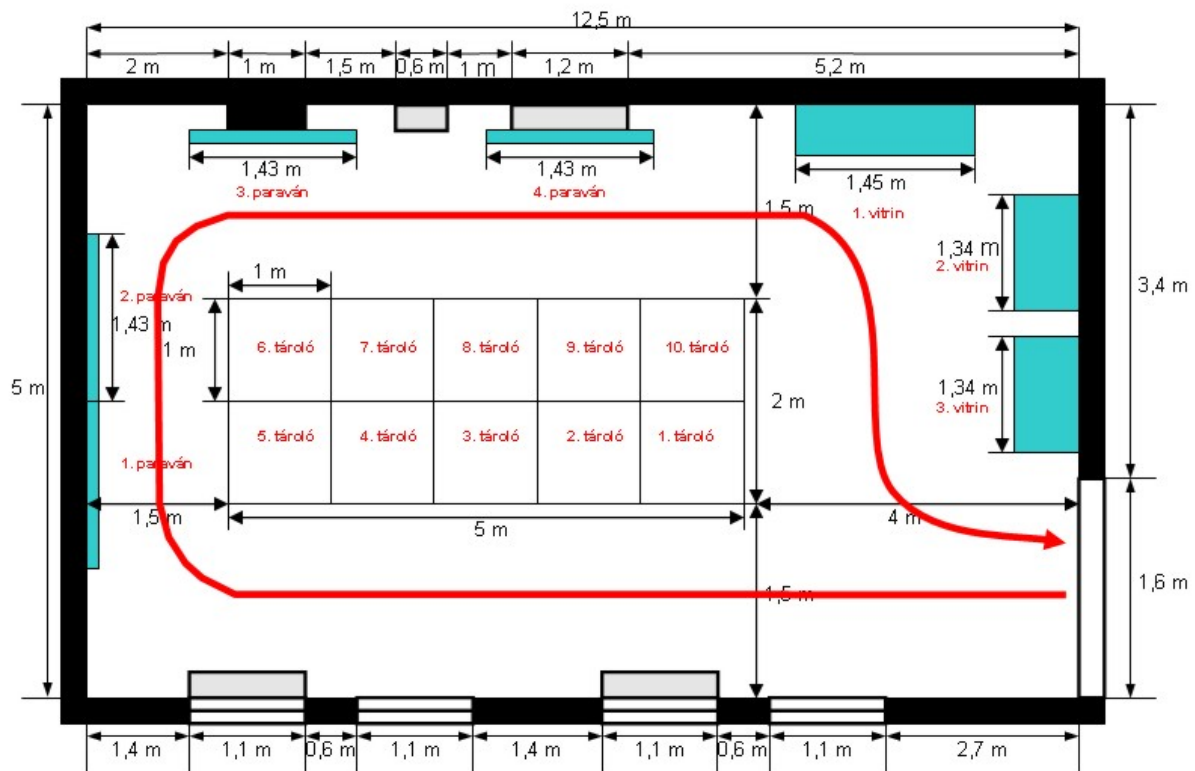 12,5 m
2 m
1 m
1,5 m
0,6 m
1 m
1,2 m
5,2 m
1,43 m
3. paraván
1,43 m
4. paraván
1,45 m
1. vitrin
1,5 m
1,34 m
2. vitrin
3,4 m
1 m
2. paraván
1,43 m
1 m
6. tároló
7. tároló
8. tároló
9. tároló
10. tároló
5 m
2 m
1,34 m
3. vitrin
5. tároló
4. tároló
3. tároló
2. tároló
1. tároló
1. paraván
1,5 m
5 m
4 m
1,5 m
1,6 m
1,4 m
1,1 m
0,6 m
1,1 m
1,4 m
1,1 m
0,6 m
1,1 m
2,7 m